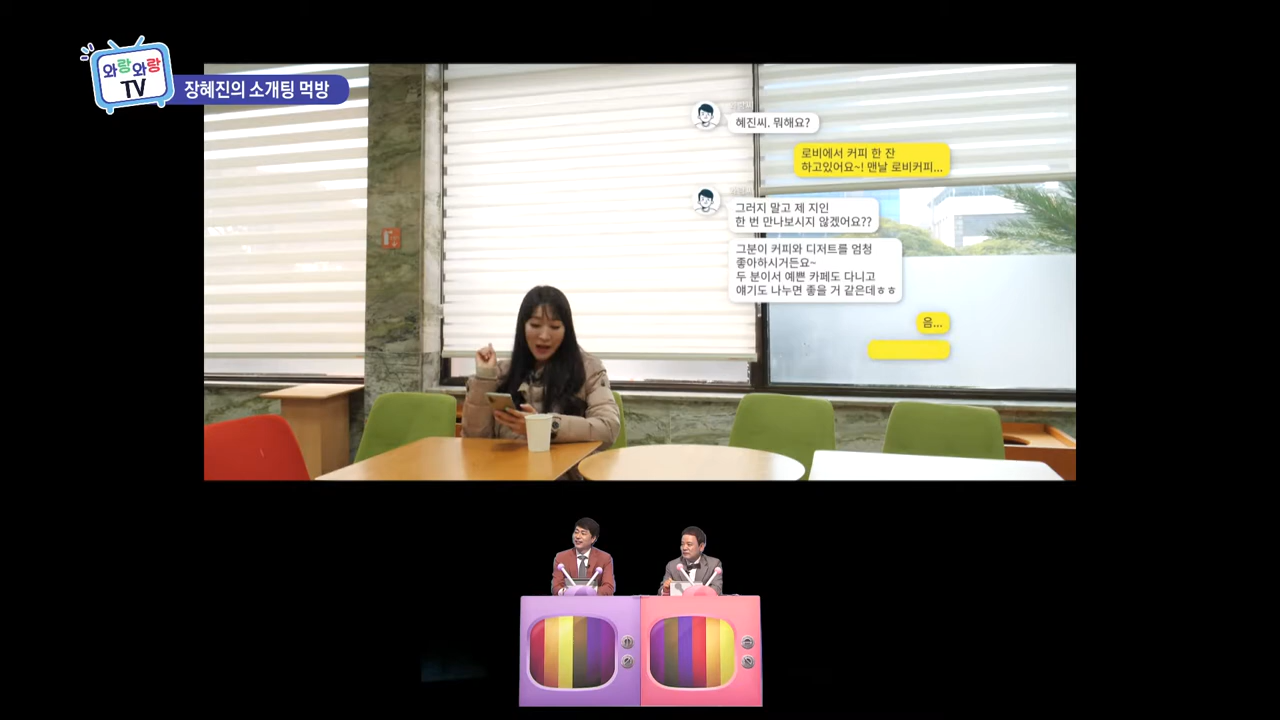 와랑와랑
TV
장혜진의 소개팅 먹방
혜진씨. 뭐해요?
로비에서 커피 한 잔
하고있어요~! 맨날 로비커피...
그러지 말고 제 지인
한 번 만나보시지 않겠어요??
그분이 커피와 디저트를 엄청
좋아하시거든요~
두 분이서 예쁜 카페도 다니고
얘기도 나누면 좋을 거 같은데ㅎㅎ
음...